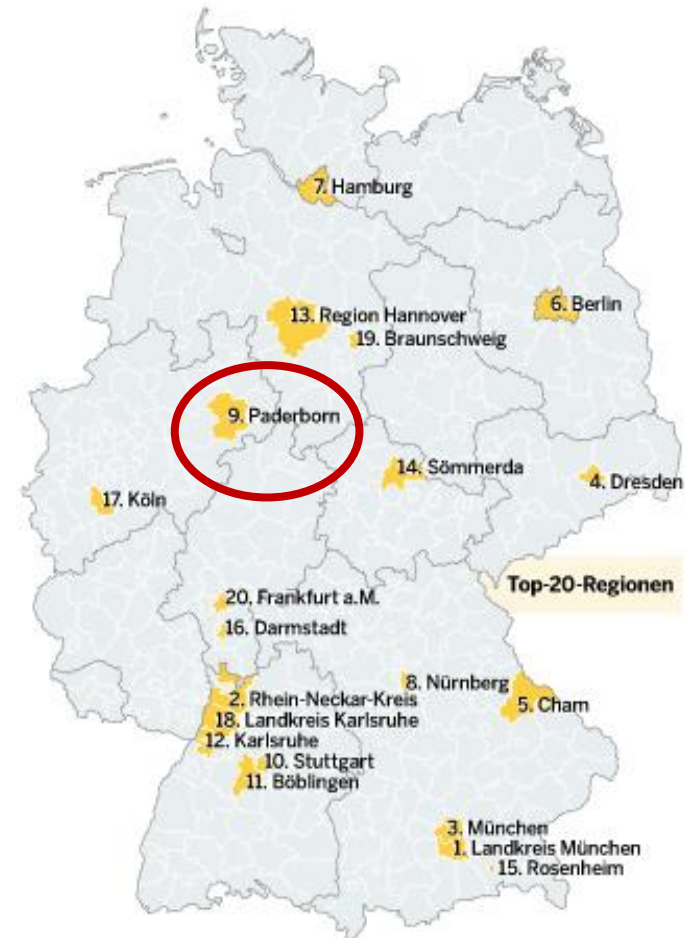 7. Hamburg
6. Berlin
13. Region Hannover
19. Braunschweig
9. Paderborn
14. Sömmerda
4. Dresden
17. Köln
Top-20-Regionen
20. Frankfurt a.M.
16. Darmstadt
8. Nürnberg
2. Rhein-Neckar-Kreis
5. Cham
18. Landkreis Karlsruhe
12. Karlsruhe
10. Stuttgart
11. Böblingen
3. München
1. Landkreis München
15. Rosenheim